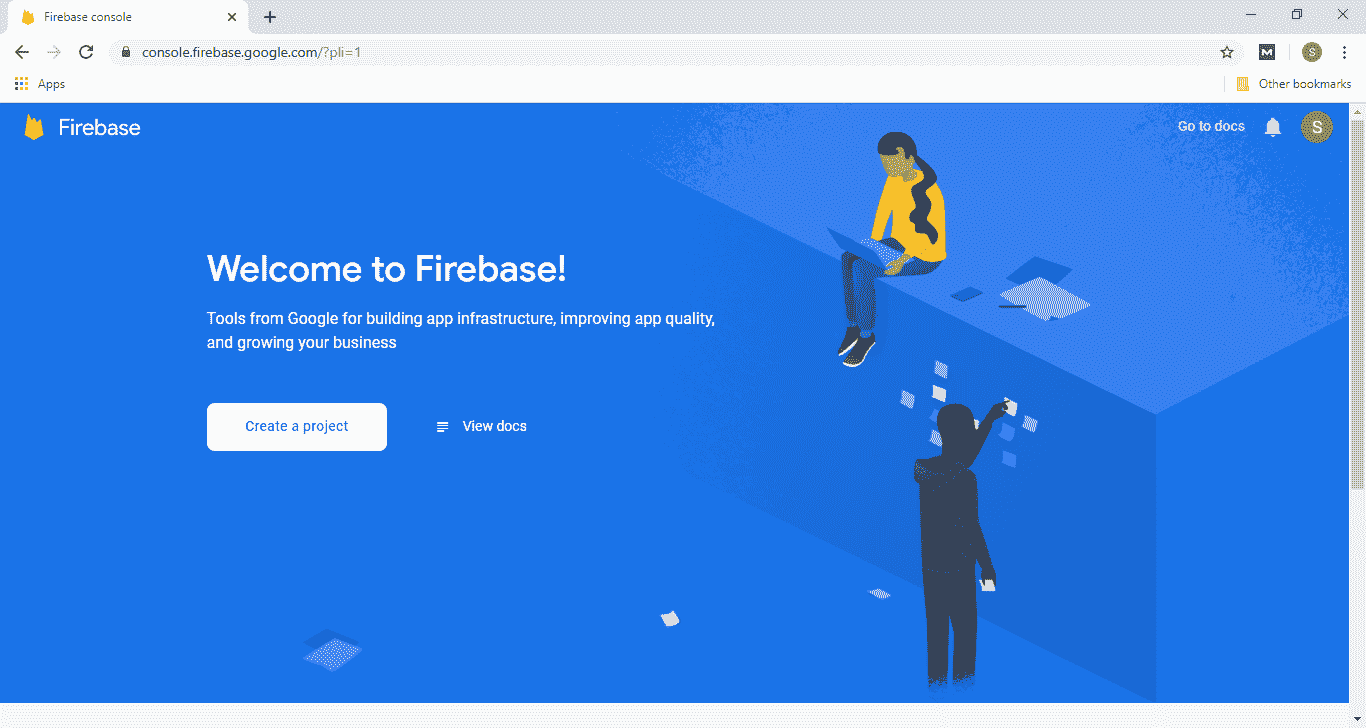 Firebase console
console.firebase.google.com/?pli=1
M
S
Apps
Other bookmarks
Firebase
Go to docs
S
Welcome to Firebase!
Tools from Google for building app infrastructure, improving app quality,
and growing your business
Create a project
View docs